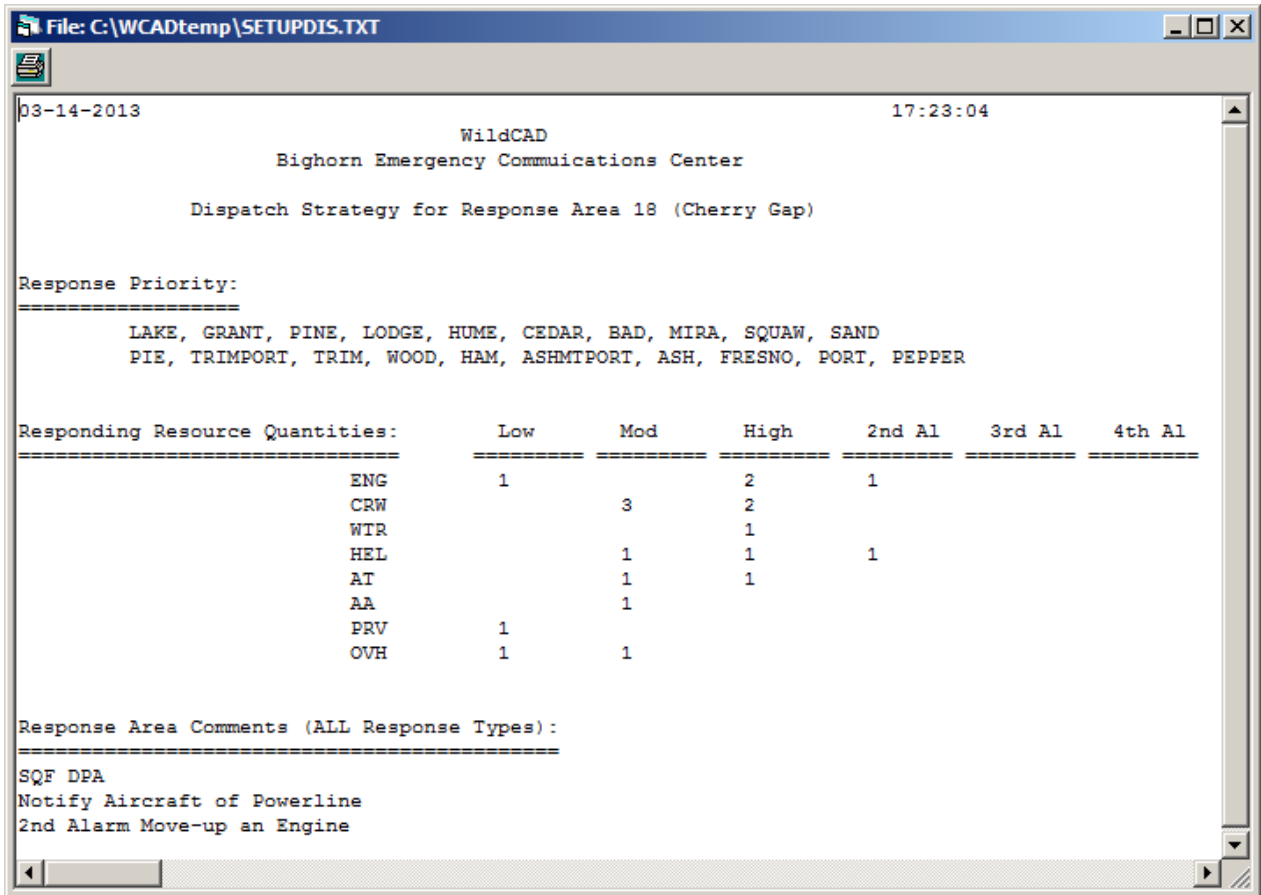 File: C:\WCADtemp\SETUPDIS.TXT
03-14-2013 17:23:04
WildCAD
Bighorn Emergency Commuications Center
Dispatch Strategy for Response Area 18 (Cherry Gap)
Response Priority:
==================
LAKE, GRANT, PINE, LODGE, HUME, CEDAR, BAD, MIRA, SQUAW, SAND
PIE, TRIMPORT, TRIM, WOOD, HAM, ASHMTPORT, ASH, FRESNO, PORT, PEPPER
Responding Resource Quantities: Low Mod High 2nd Al 3rd Al 4th Al
=============================== ========= ========= ========= ========= ========= =========
ENG 1 2 1
CRW 3 2
WTR 1
HEL 1 1 1
AT 1 1
AA 1
PRV 1
OVH 1 1
Response Area Comments (ALL Response Types):
============================================
SQF DPA
Notify Aircraft of Powerline
2nd Alarm Move-up an Engine